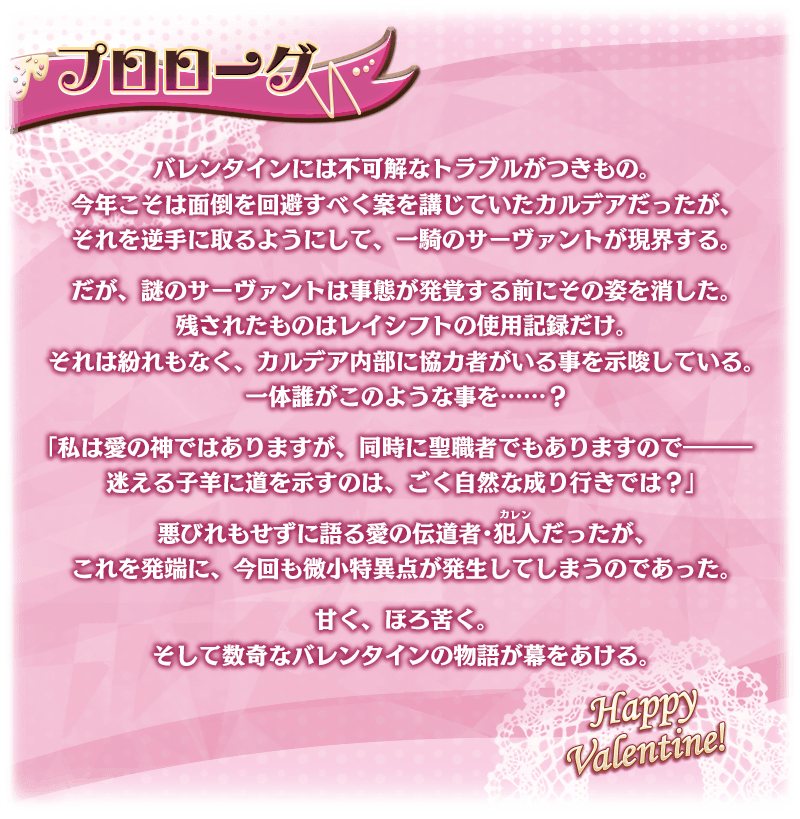 プロローグ
バレンタインには不可解なトラブルがつきもの。
今年こそは面倒を回避すべく案を講じていたカルデアだったが、
それを逆手に取るようにして、一騎のサーヴァントが現界する。
だが、謎のサーヴァントは事態が発覚する前にその姿を消した。
残されたものはレイシフトの使用記録だけ。
それは紛れもなく、カルデア内部に協力者がいる事を示唆している。
一体誰がこのような事を……？
「私は愛の神ではありますが、同時に聖職者でもありますので―――
迷える子羊に道を示すのは、ごく自然な成り行きでは？」
カレン
悪びれもせずに語る愛の伝道者・犯人だったが、
これを発端に、今回も微小特異点が発生してしまうのであった。
甘く、ほろ苦く。
そして数奇なバレンタインの物語が幕をあける。
Happy
Valentine!